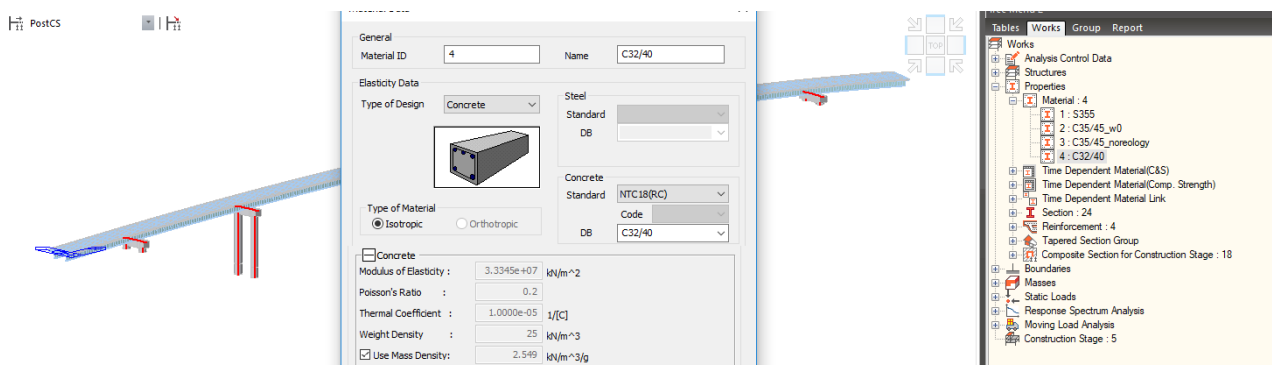 PostCS
TOP
Material Data
General
Material ID 4 Name C32/40
Elasticity Data
Type of Design Concrete
Steel
Standard
DB
Concrete
Standard NTC18(RC)
Code
DB C32/40
Type of Material
Isotropic Orthotropic
Concrete
Modulus of Elasticity : 3.3345e+07 kN/m^2
Poisson's Ratio : 0.2
Thermal Coefficient : 1.0000e-05 1/[C]
Weight Density : 25 kN/m^3
Use Mass Density: 2.549 kN/m^3/g
Tree Menu 2
Tables Works Group Report
Works
Analysis Control Data
Structures
Properties
Material : 4
1 : S355
2 : C35/45_w0
3 : C35/45_noreology
4 : C32/40
Time Dependent Material(C&S)
Time Dependent Material(Comp. Strength)
Time Dependent Material Link
Section : 24
Reinforcement : 4
Tapered Section Group
Composite Section for Construction Stage : 18
Boundaries
Masses
Static Loads
Response Spectrum Analysis
Moving Load Analysis
Construction Stage : 5